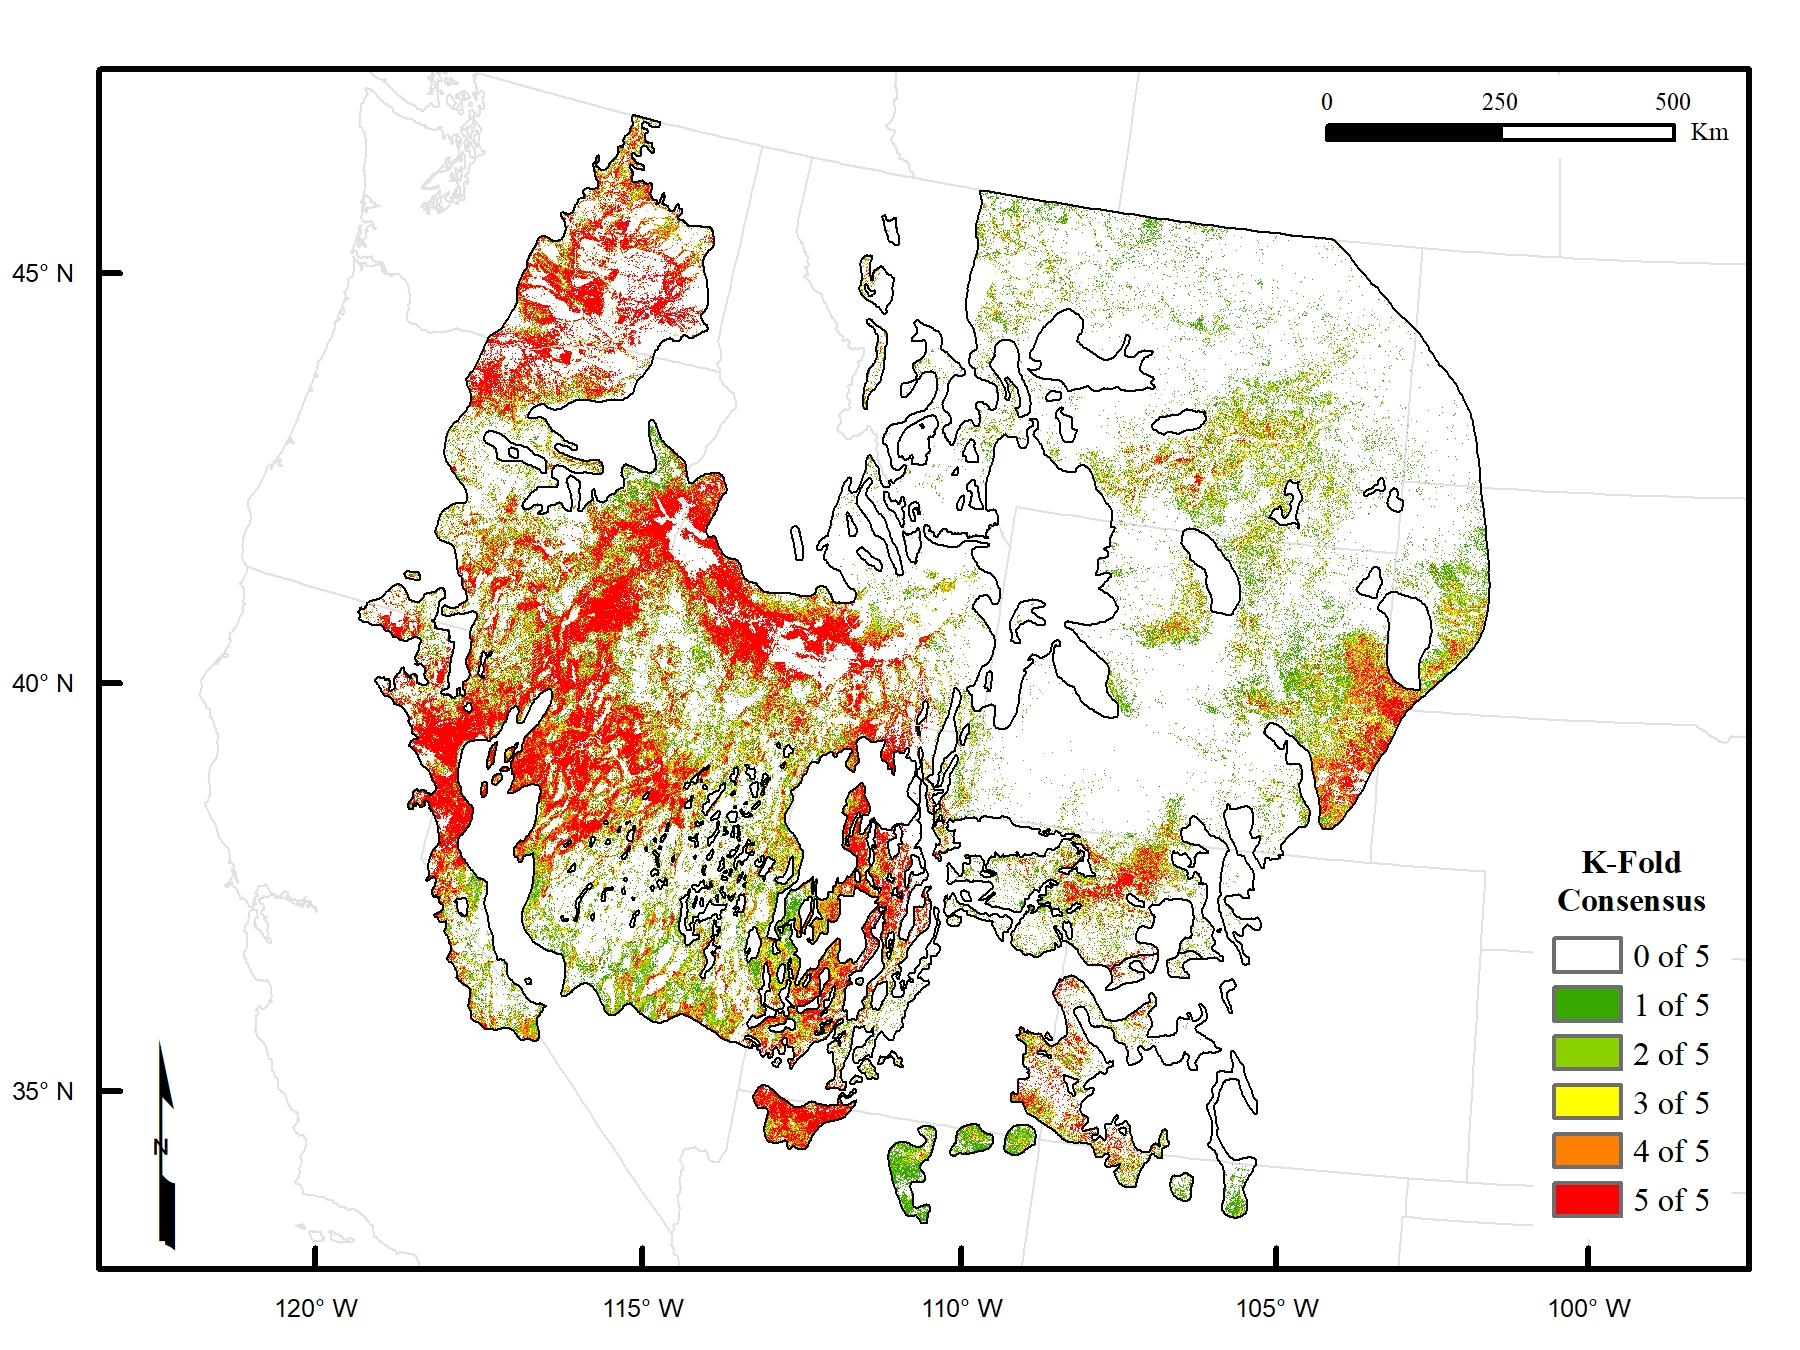 0 250 500
Km
45° N
40° N
35° N
K-Fold
Consensus
0 of 5
1 of 5
2 of 5
3 of 5
4 of 5
5 of 5
N
120° W 115° W 110° W 105° W 100° W